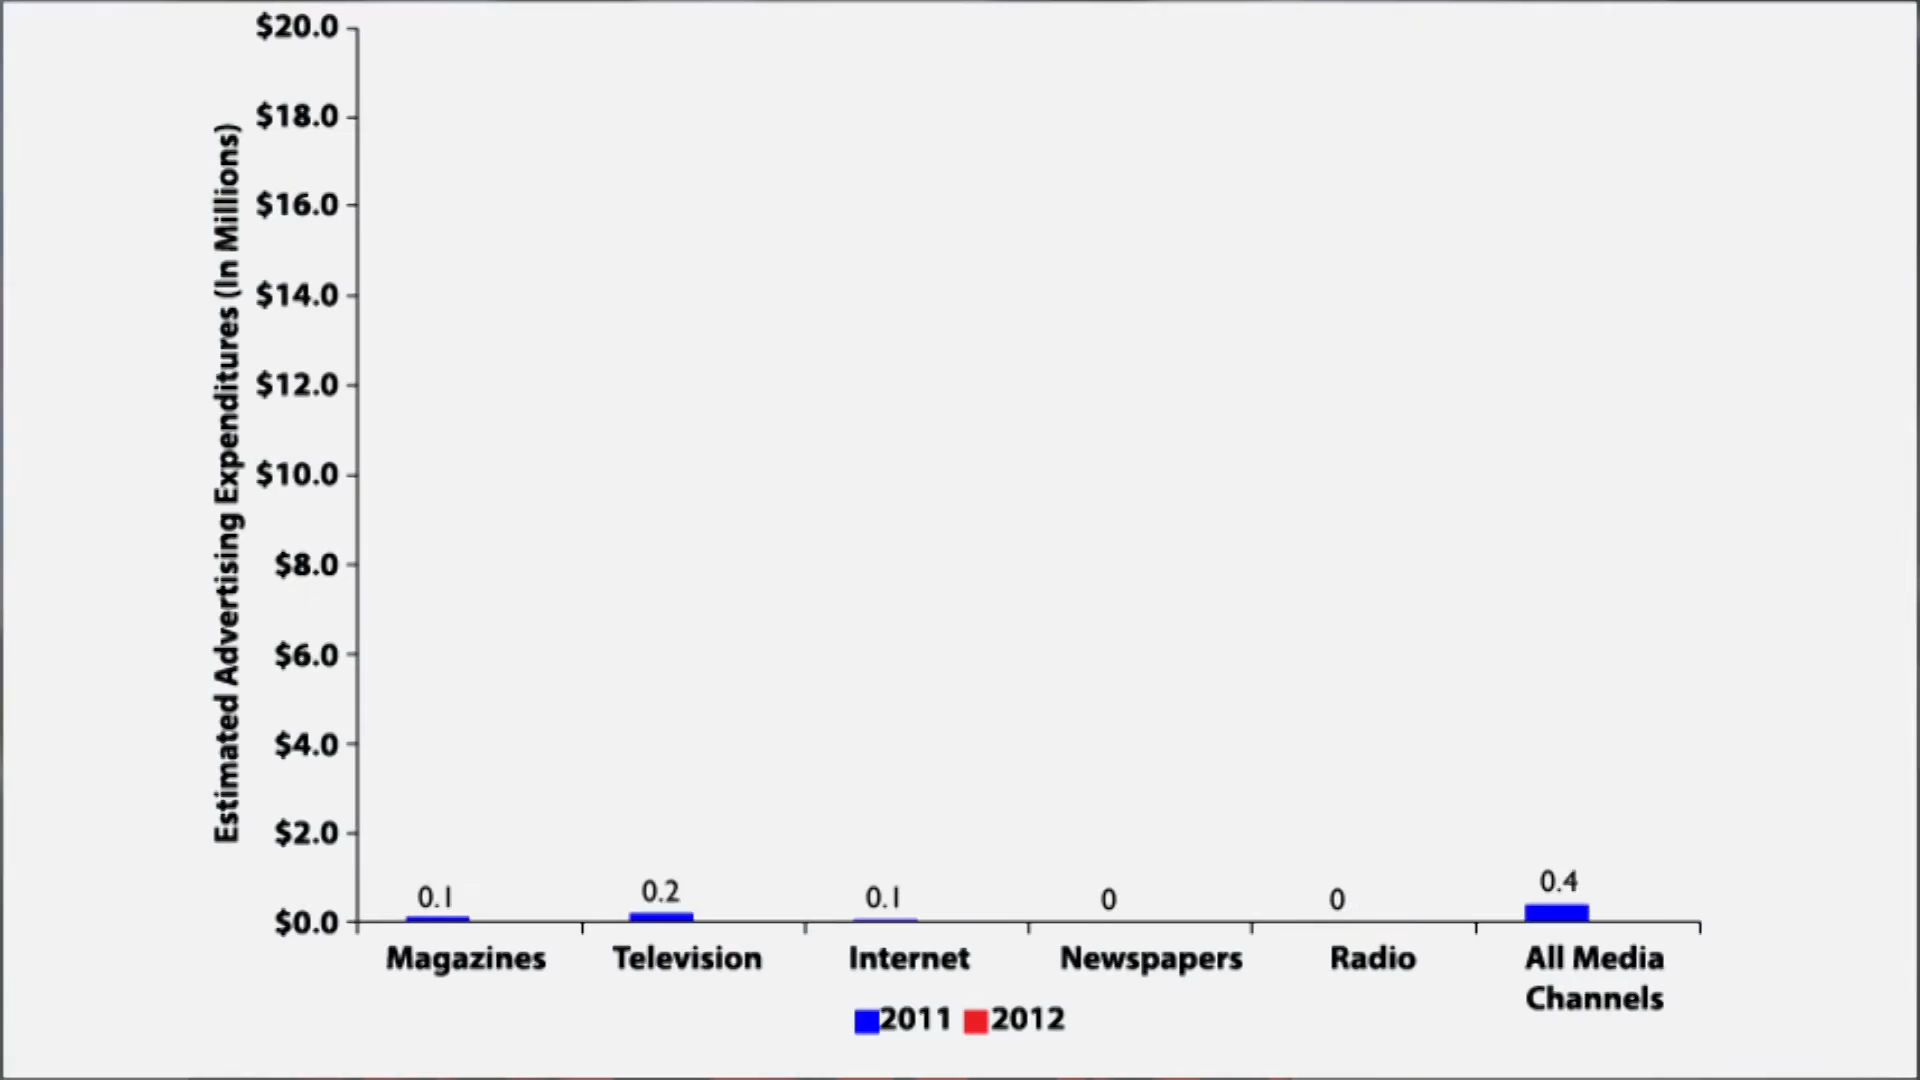 Estimated Advertising Expenditures (In Millions)
$20.0
$18.0
$16.0
$14.0
$12.0
$10.0
$8.0
$6.0
$4.0
$2.0
$0.0
0.1
0.2
0.1
0
0
0.4
Magazines
Television
Internet
Newspapers
Radio
All Media
Channels
2011
2012